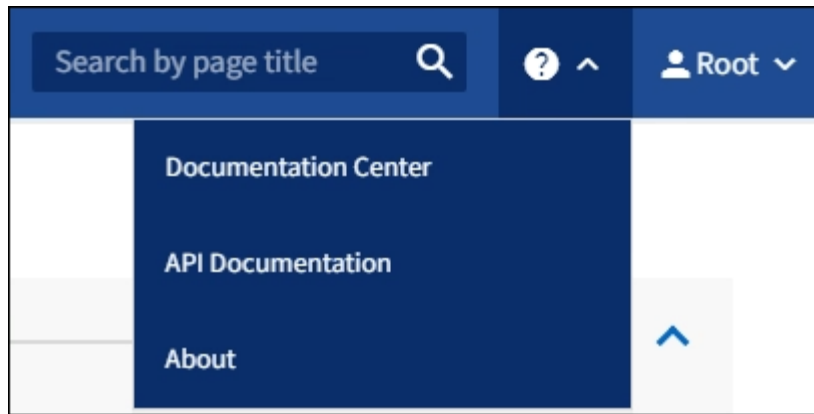 Search by page title
Root
Documentation Center
API Documentation
About